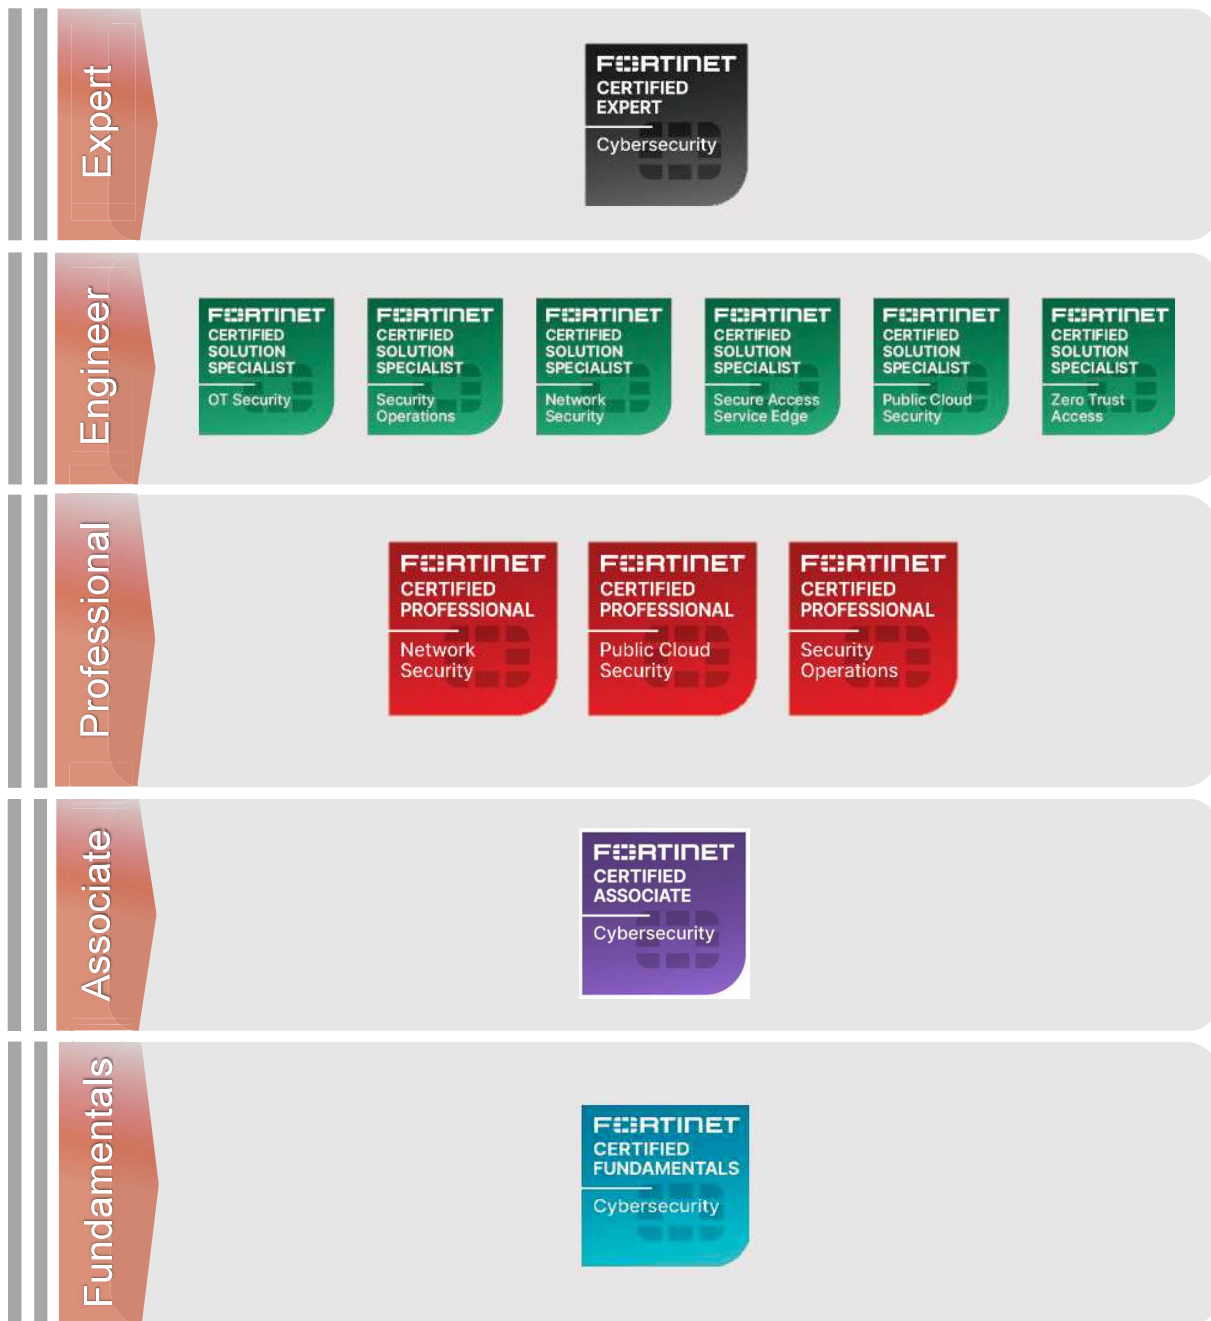 Expert
FORTINET
CERTIFIED
EXPERT
Cybersecurity
Engineer
FORTINET
CERTIFIED
SOLUTION
SPECIALIST
OT Security
FORTINET
CERTIFIED
SOLUTION
SPECIALIST
Security
Operations
FORTINET
CERTIFIED
SOLUTION
SPECIALIST
Network
Security
FORTINET
CERTIFIED
SOLUTION
SPECIALIST
Secure Access
Service Edge
FORTINET
CERTIFIED
SOLUTION
SPECIALIST
Public Cloud
Security
FORTINET
CERTIFIED
SOLUTION
SPECIALIST
Zero Trust
Access
Professional
FORTINET
CERTIFIED
PROFESSIONAL
Network
Security
FORTINET
CERTIFIED
PROFESSIONAL
Public Cloud
Security
FORTINET
CERTIFIED
PROFESSIONAL
Security
Operations
Associate
FORTINET
CERTIFIED
ASSOCIATE
Cybersecurity
Fundamentals
FORTINET
CERTIFIED
FUNDAMENTALS
Cybersecurity